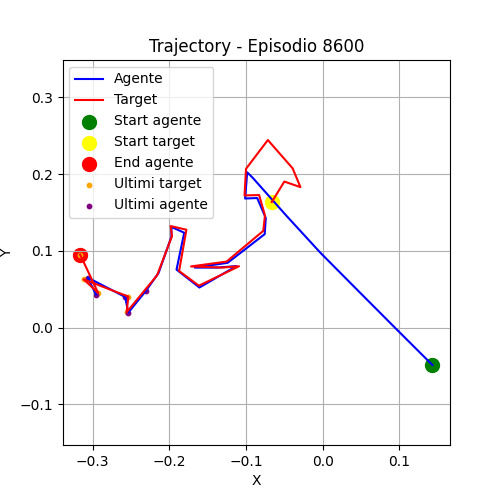 Trajectory - Episodio 8600
Agente
Target
Start agente
Start target
End agente
Ultimi target
Ultimi agente
0.3
0.2
0.1
0.0
−0.1
Y
−0.3
−0.2
−0.1
0.0
0.1
X